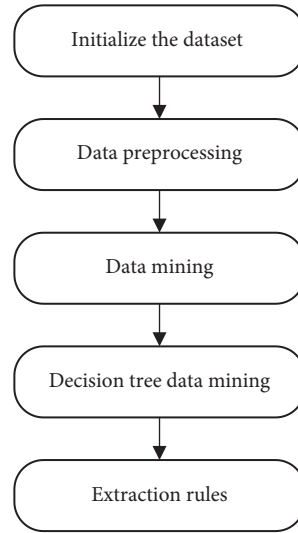 Initialize the dataset
Data preprocessing
Data mining
Decision tree data mining
Extraction rules